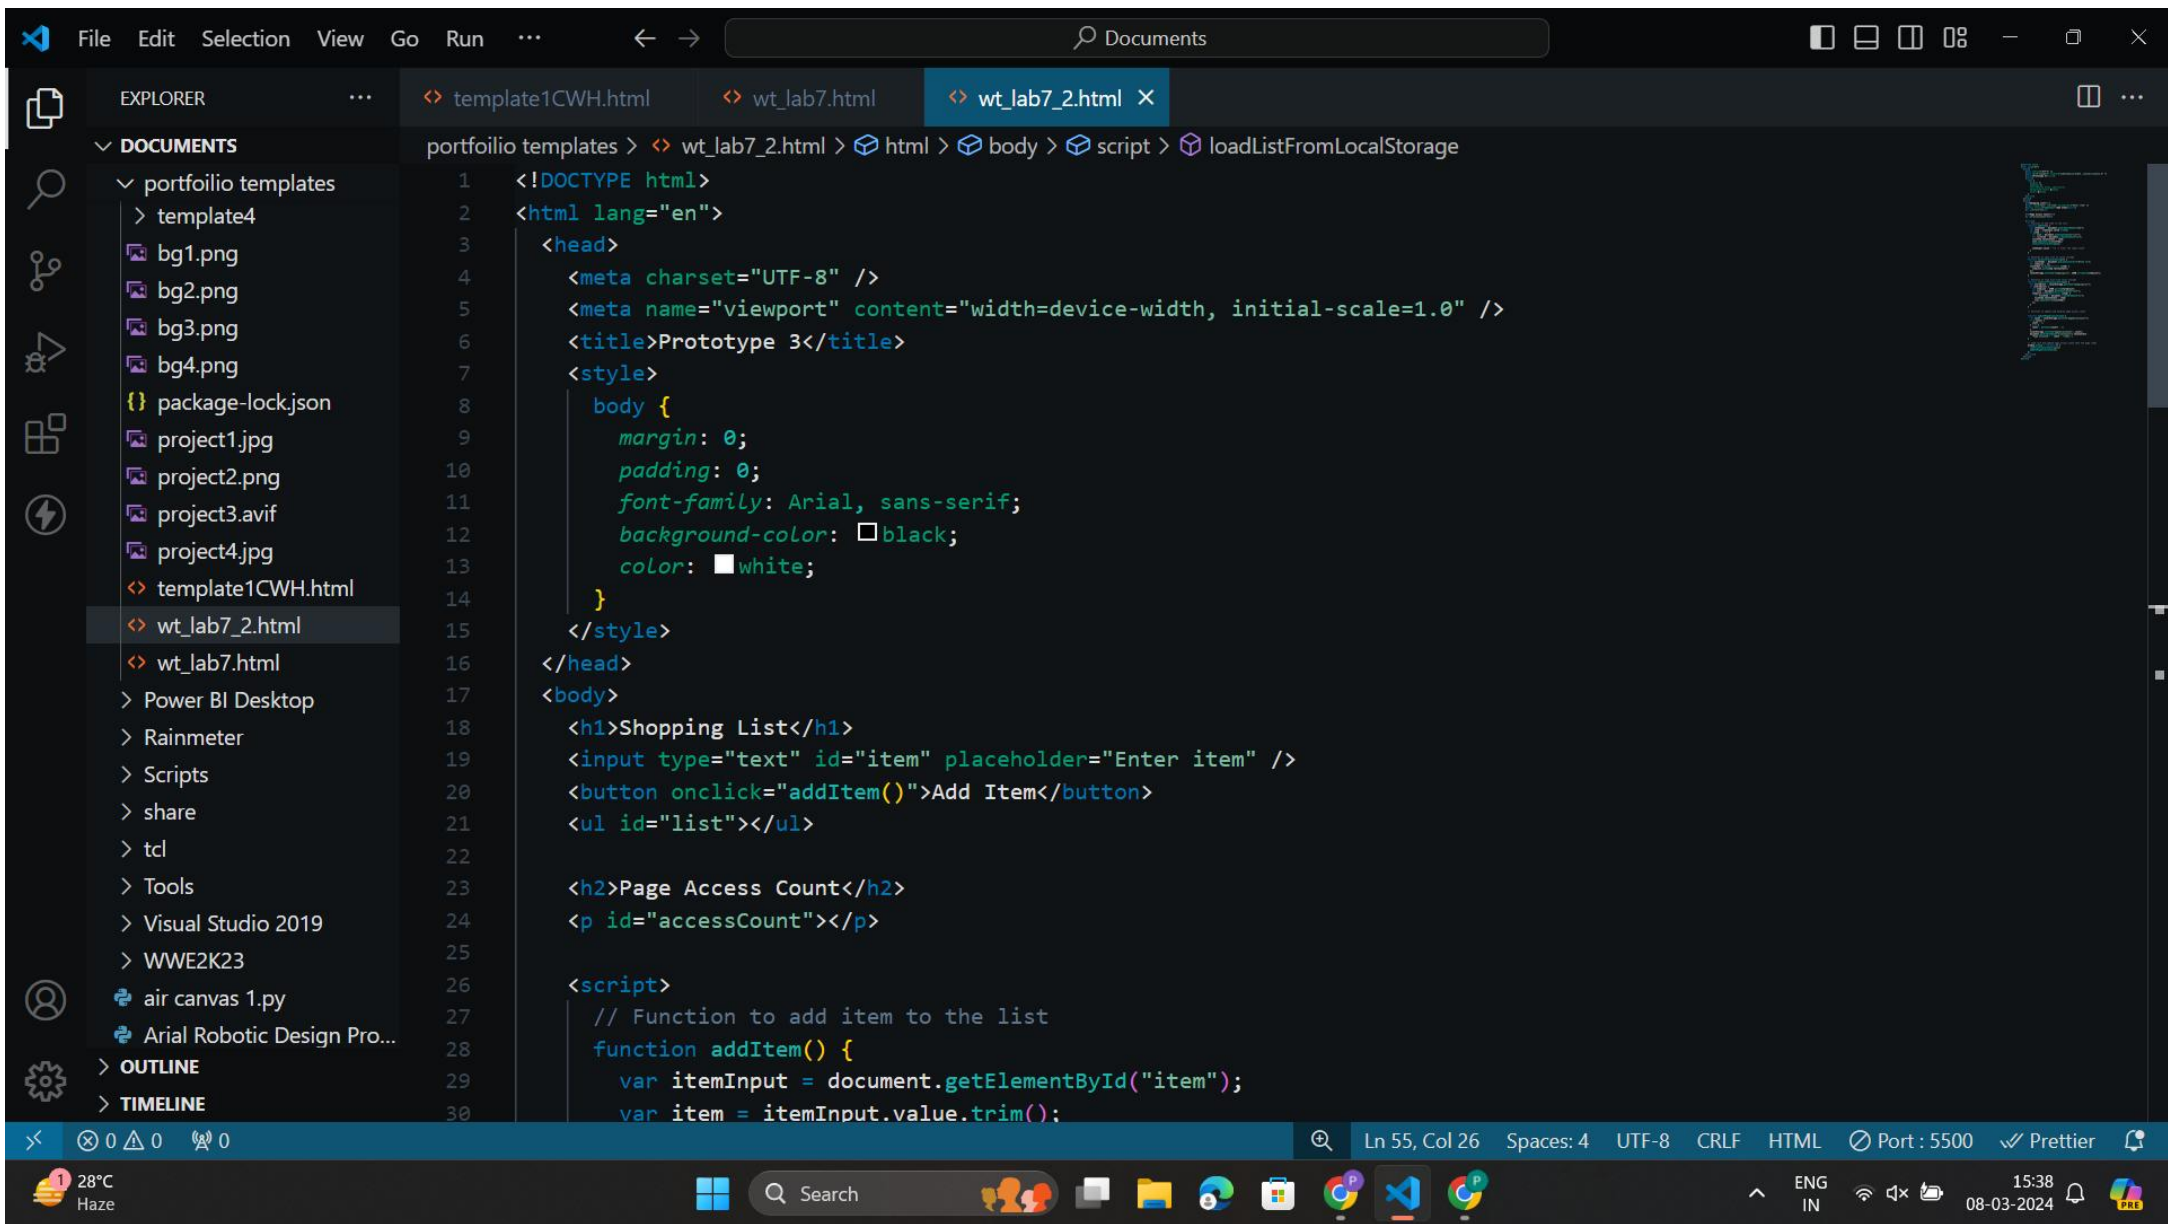 File Edit Selection View Go Run ··· Documents
EXPLORER ···
template1CWH.html wt_lab7.html wt_lab7_2.html
DOCUMENTS
portfoilio templates > wt_lab7_2.html > html > body > script > loadListFromLocalStorage
portfoilio templates
template4
bg1.png
bg2.png
bg3.png
bg4.png
package-lock.json
project1.jpg
project2.png
project3.avif
project4.jpg
template1CWH.html
wt_lab7_2.html
wt_lab7.html
Power BI Desktop
Rainmeter
Scripts
share
tcl
Tools
Visual Studio 2019
WWE2K23
air canvas 1.py
Arial Robotic Design Pro...
OUTLINE
TIMELINE
1 <!DOCTYPE html>
2 <html lang="en">
3 <head>
4 <meta charset="UTF-8" />
5 <meta name="viewport" content="width=device-width, initial-scale=1.0" />
6 <title>Prototype 3</title>
7 <style>
8 body {
9 margin: 0;
10 padding: 0;
11 font-family: Arial, sans-serif;
12 background-color: black;
13 color: white;
14 }
15 </style>
16 </head>
17 <body>
18 <h1>Shopping List</h1>
19 <input type="text" id="item" placeholder="Enter item" />
20 <button onclick="addItem()">Add Item</button>
21 <ul id="list"></ul>
22
23 <h2>Page Access Count</h2>
24 <p id="accessCount"></p>
25
26 <script>
27 // Function to add item to the list
28 function addItem() {
29 var itemInput = document.getElementById("item");
30 var item = itemInput.value.trim();
0 0 0 Ln 55, Col 26 Spaces: 4 UTF-8 CRLF HTML Port : 5500 Prettier
1 28°C
Haze
Search
P P
ENG
IN
15:38
08-03-2024
PRE